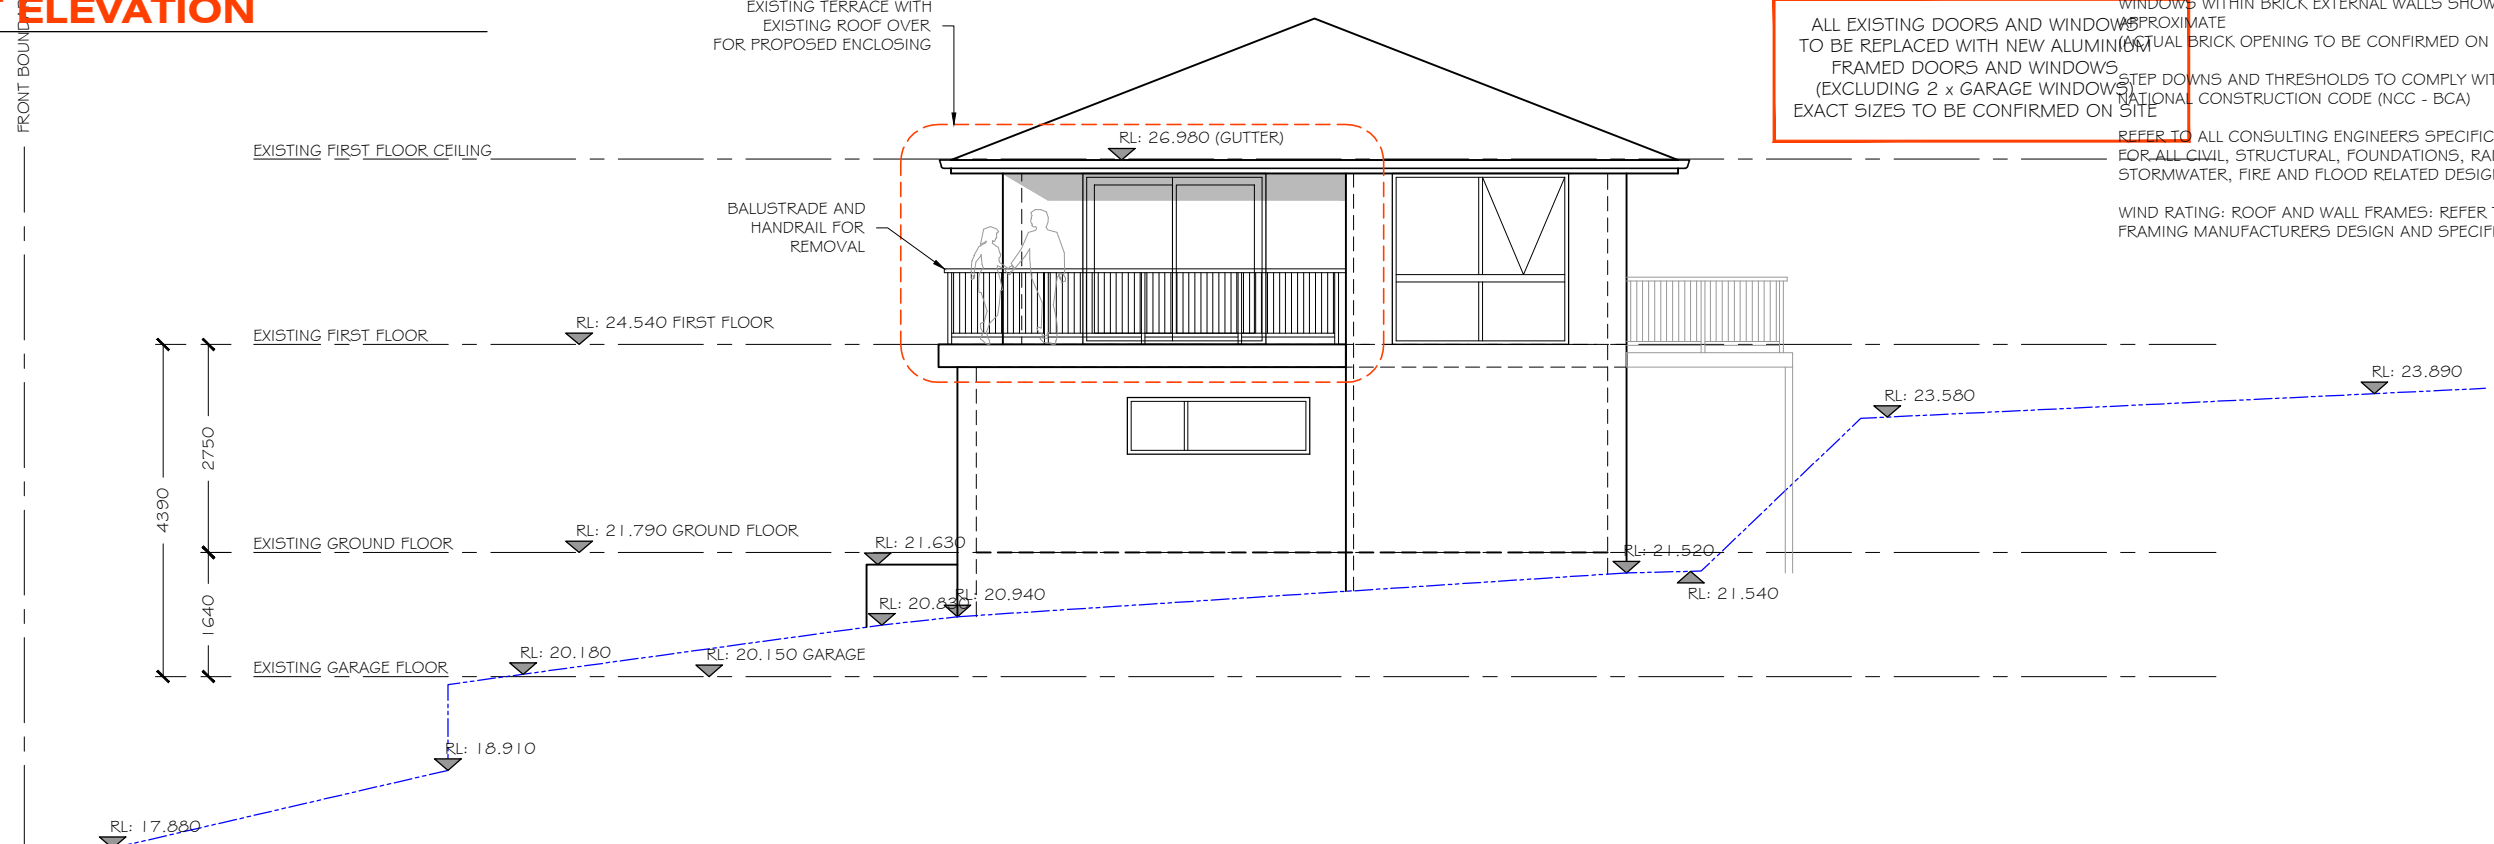 ELEVATION
EXISTING TERRACE WITH
EXISTING ROOF OVER
FOR PROPOSED ENCLOSING
ALL EXISTING DOORS AND WINDOWS
TO BE REPLACED WITH NEW ALUMINIUM
FRAMED DOORS AND WINDOWS
(EXCLUDING 2 x GARAGE WINDOWS)
EXACT SIZES TO BE CONFIRMED ON SITE
WINDOWS WITHIN BRICK EXTERNAL WALLS
APPROXIMATE
(ACTUAL BRICK OPENING TO BE CONFIRMED ON
STEP DOWNS AND THRESHOLDS TO COMPLY
NATIONAL CONSTRUCTION CODE (NCC - BCA)
REFER TO ALL CONSULTING ENGINEERS
FOR ALL CIVIL, STRUCTURAL, FOUNDATIONS,
STORMWATER, FIRE AND FLOOD RELATED
WIND RATING: ROOF AND WALL FRAMES: REFER
FRAMING MANUFACTURERS DESIGN AND
FRONT
RL: 26.980 (GUTTER)
EXISTING FIRST FLOOR CEILING
BALUSTRADE AND
HANDRAIL FOR
REMOVAL
EXISTING FIRST FLOOR
RL: 24.540 FIRST FLOOR
RL: 23.890
RL: 23.580
2750
4390
EXISTING GROUND FLOOR
RL: 21.790 GROUND FLOOR
RL: 21.630
RL: 21.520
RL: 21.540
RL: 20.830
RL: 20.940
1640
EXISTING GARAGE FLOOR
RL: 20.180
RL: 20.150 GARAGE
RL: 18.910
RL: 17.880